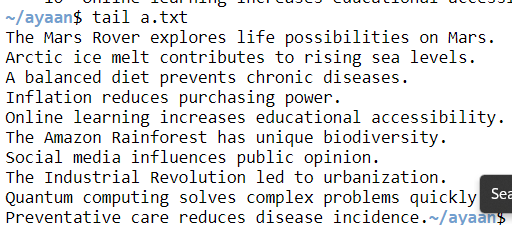 ~/ayaan$ tail a.txt
The Mars Rover explores life possibilities on Mars.
Arctic ice melt contributes to rising sea levels.
A balanced diet prevents chronic diseases.
Inflation reduces purchasing power.
Online learning increases educational accessibility.
The Amazon Rainforest has unique biodiversity.
Social media influences public opinion.
The Industrial Revolution led to urbanization.
Quantum computing solves complex problems quickly
Preventative care reduces disease incidence.~/ayaan$